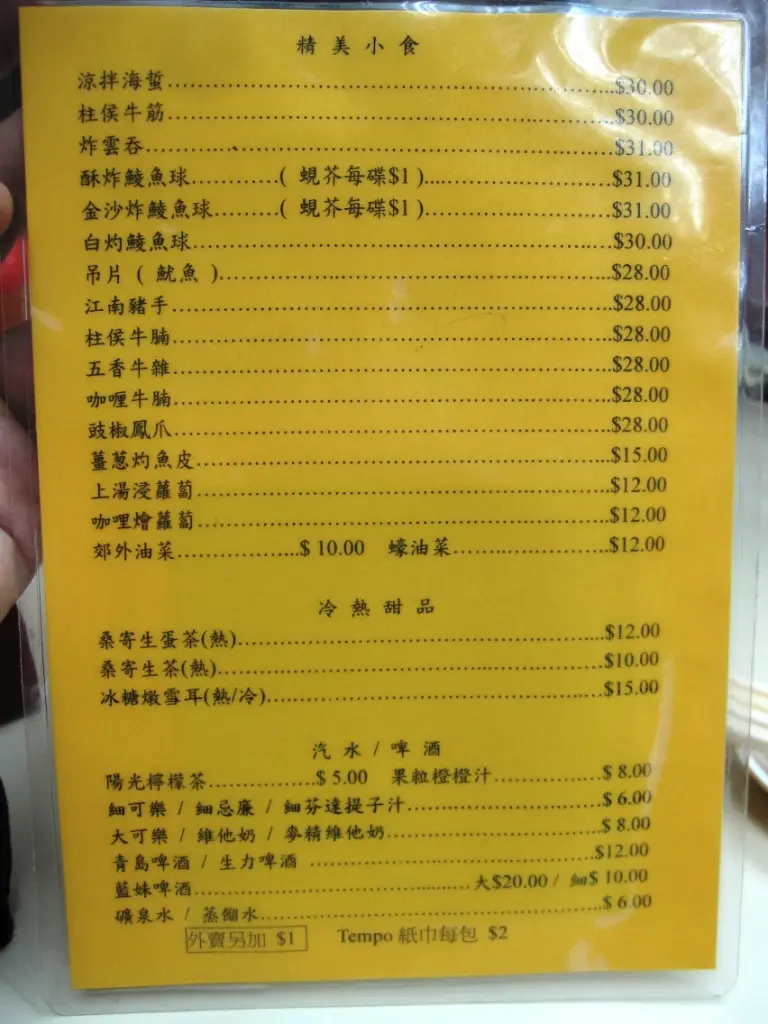 精美小食
涼拌海蜇..........$30.00
柱侯牛筋..........$30.00
炸雲吞..........$31.00
酥炸鯪魚球..........( 蜆芥每碟$1 )..........$31.00
金沙炸鯪魚球..........( 蜆芥每碟$1 )..........$31.00
白灼鯪魚球..........$30.00
吊片 ( 魷魚 )..........$28.00
江南豬手..........$28.00
柱侯牛腩..........$28.00
五香牛雜..........$28.00
咖喱牛腩..........$28.00
豉椒鳳爪..........$28.00
薑蔥灼魚皮..........$15.00
上湯浸蘿蔔..........$12.00
咖哩燴蘿蔔..........$12.00
郊外油菜..........$ 10.00 蠔油菜..........$12.00
冷熱甜品
桑寄生蛋茶(熱)..........$12.00
桑寄生茶(熱)..........$10.00
冰糖燉雪耳(熱/冷)..........$15.00
汽水 / 啤酒
陽光檸檬茶..........$ 5.00 果粒橙橙汁..........$ 8.00
細可樂 / 細忌廉 / 細芬達提子汁..........$ 6.00
大可樂 / 維他奶 / 麥精維他奶..........$ 8.00
青島啤酒 / 生力啤酒 ..........$12.00
藍妹啤酒..........大$20.00 / 細$ 10.00
礦泉水 / 蒸餾水..........$ 6.00
外賣另加 $1 Tempo 紙巾每包 $2